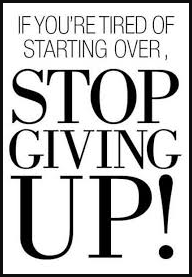 IF YOU'RE TIRED OF
STARTING OVER,
STOP
GIVING
UP!